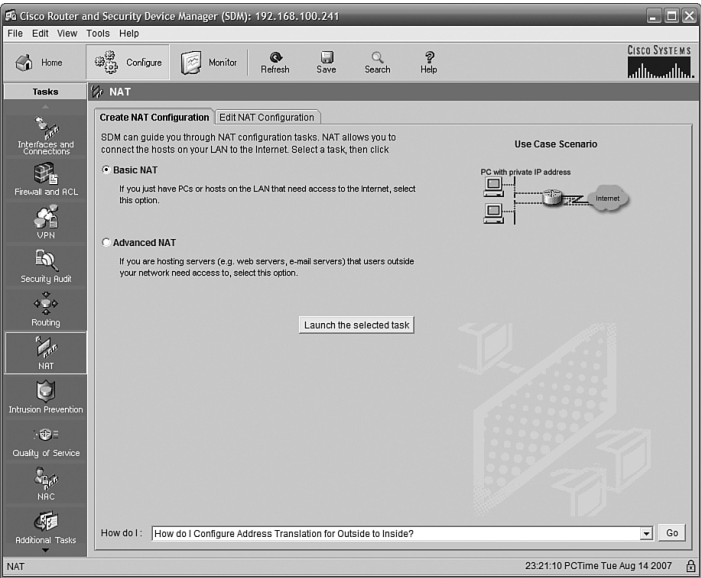 Cisco Router and Security Device Manager (SDM): 192.168.100.241
File Edit View Tools Help
Home Configure Monitor Refresh Save Search Help
CISCO SYSTEMS
Tasks
NAT
Interfaces and
Connections
Firewall and ACL
VPN
Security Audit
Routing
NAT
Intrusion Prevention
Quality of Service
NAC
Additional Tasks
Create NAT Configuration Edit NAT Configuration
SDM can guide you through NAT configuration tasks. NAT allows you to
connect the hosts on your LAN to the Internet. Select a task, then click
Basic NAT
If you just have PCs or hosts on the LAN that need access to the Internet, select
this option.
Advanced NAT
If you are hosting servers (e.g. web servers, e-mail servers) that users outside
your network need access to, select this option.
Launch the selected task
Use Case Scenario
PC with private IP address
Internet
How do I: How do I Configure Address Translation for Outside to Inside? Go
NAT 23:21:10 PCTime Tue Aug 14 2007